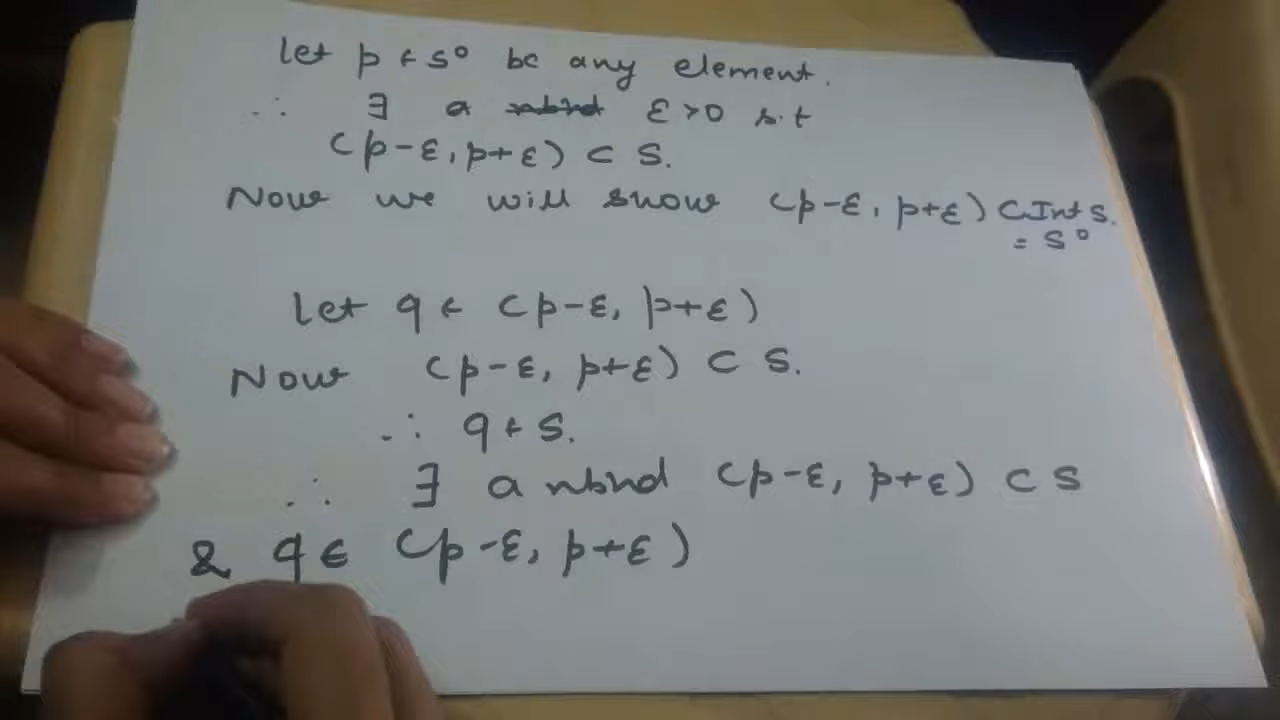 Let p ∈ S° be any element.
∴ ∃ a ε>0 s.t
(p-ε, p+ε) ⊂ S.
Now we will show (p-ε, p+ε) ⊂ Int S.
= S°
Let q ∈ (p-ε, p+ε)
Now (p-ε, p+ε) ⊂ S.
∴ q ∈ S.
∴ ∃ a nbhd (p-ε, p+ε) ⊂ S
& q ∈ (p-ε, p+ε)